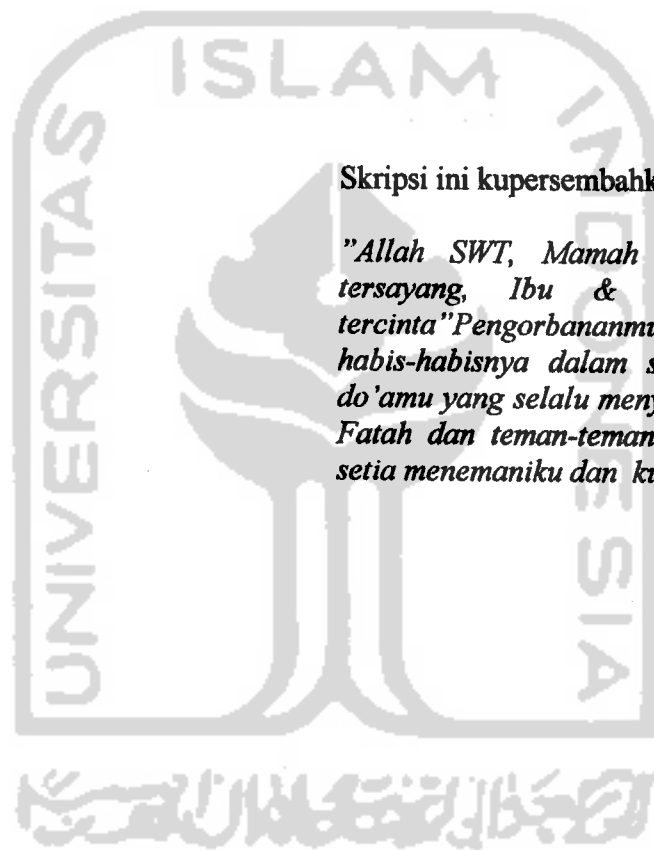 ISLAM
UNIVERSITAS
INDONESIA
Skripsi ini kupersembahk
"Allah SWT, Mamah
tersayang, Ibu &
tercinta"Pengorbananmu
habis-habisnya dalam s
do'amu yang selalu meny
Fatah dan teman-teman
setia menemaniku dan ku